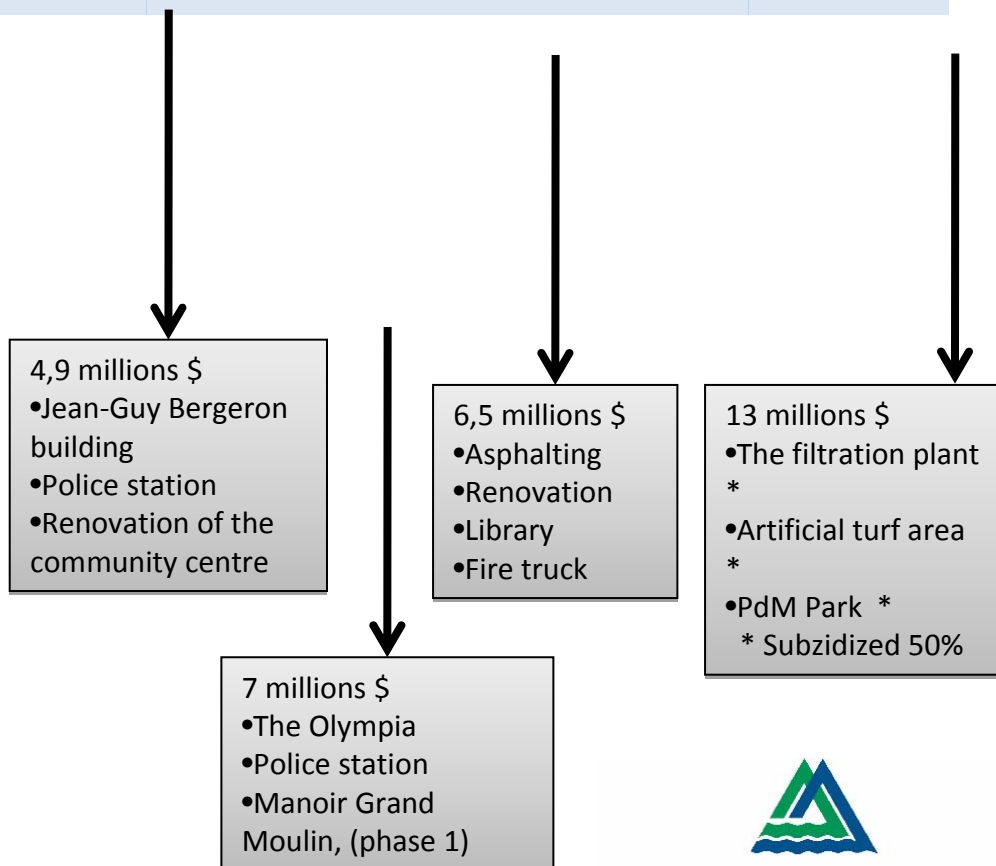 4,9 millions $
•Jean-Guy Bergeron
building
•Police station
•Renovation of the
community centre
7 millions $
•The Olympia
•Police station
•Manoir Grand
Moulin, (phase 1)
6,5 millions $
•Asphalting
•Renovation
•Library
•Fire truck
13 millions $
•The filtration plant
*
•Artificial turf area
*
•PdM Park *
* Subzidized 50%